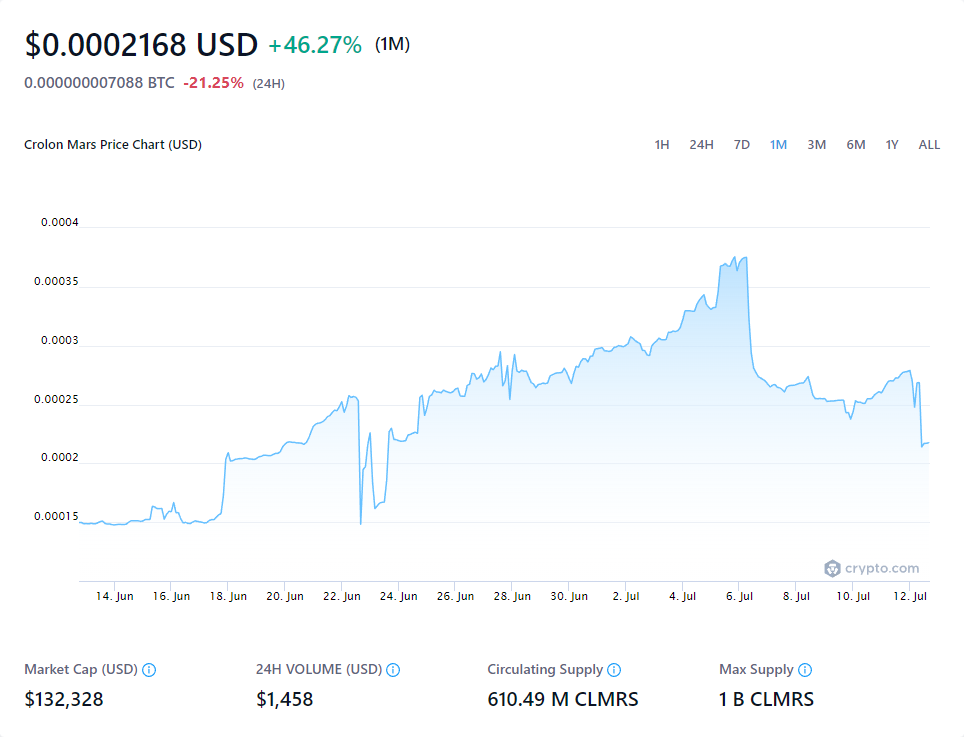 $0.0002168 USD +46.27% (1M)
0.000000007088 BTC -21.25% (24H)
Crolon Mars Price Chart (USD) 1H 24H 7D 1M 3M 6M 1Y ALL
0.0004
0.00035
0.0003
0.00025
0.0002
0.00015
crypto.com
14. Jun 16. Jun 18. Jun 20. Jun 22. Jun 24. Jun 26. Jun 28. Jun 30. Jun 2. Jul 4. Jul 6. Jul 8. Jul 10. Jul 12. Jul
Market Cap (USD) 24H VOLUME (USD) Circulating Supply Max Supply
$132,328 $1,458 610.49 M CLMRS 1 B CLMRS